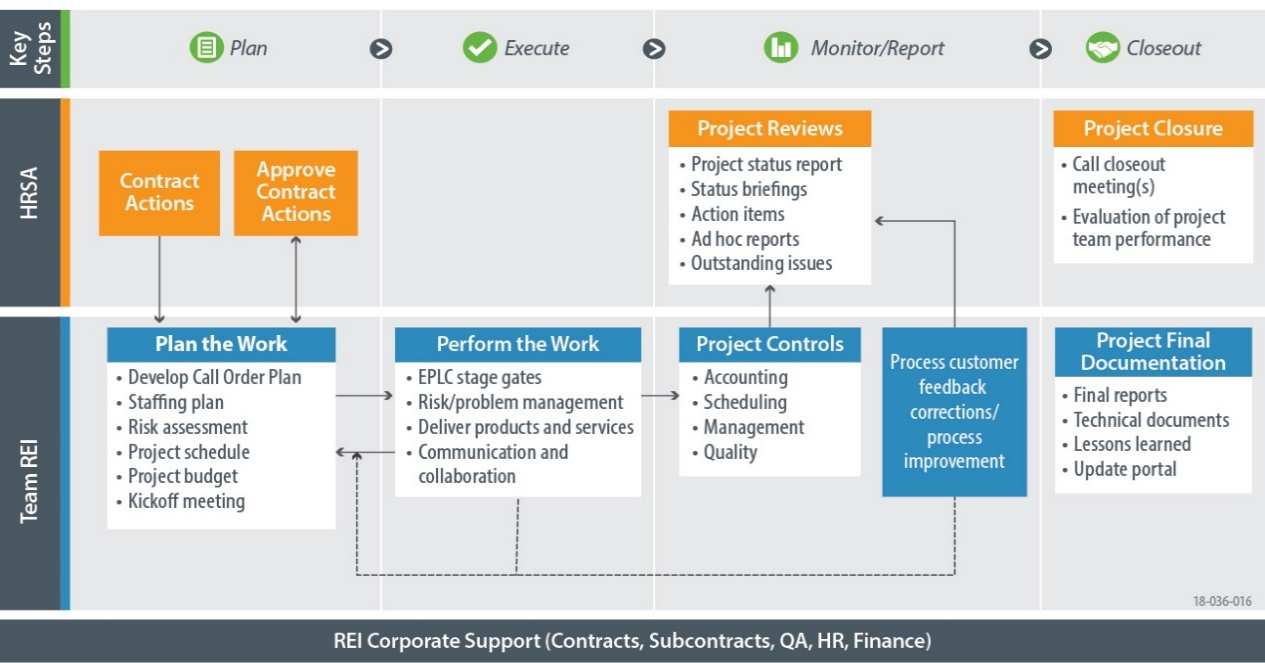 Key
Steps
Plan
Execute
Monitor/Report
Closeout
HRSA
Contract
Actions
Approve
Contract
Actions
Project Reviews
• Project status report
• Status briefings
• Action items
• Ad hoc reports
• Outstanding issues
Project Closure
• Call closeout
meeting(s)
• Evaluation of project
team performance
Team REI
Plan the Work
• Develop Call Order Plan
• Staffing plan
• Risk assessment
• Project schedule
• Project budget
• Kickoff meeting
Perform the Work
• EPLC stage gates
• Risk/problem management
• Deliver products and services
• Communication and
collaboration
Project Controls
• Accounting
• Scheduling
• Management
• Quality
Process customer
feedback
corrections/
process
improvement
Project Final
Documentation
• Final reports
• Technical documents
• Lessons learned
• Update portal
18-036-016
REI Corporate Support (Contracts, Subcontracts, QA, HR, Finance)